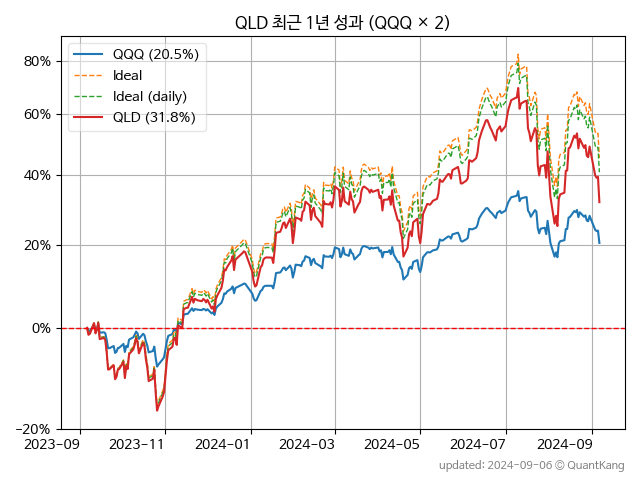 QLD 최근 1년 성과 (QQQ × 2)
QQQ (20.5%)
Ideal
Ideal (daily)
QLD (31.8%)
80%
60%
40%
20%
0%
−20%
2023−09 2023−11 2024−01 2024−03 2024−05 2024−07 2024−09
updated: 2024-09-06 © QuantKang